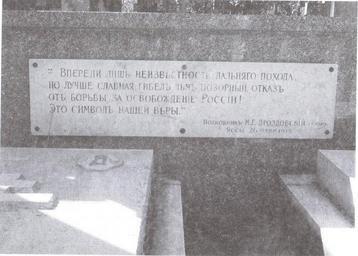 " Впереди лишь неизвѣстность дальняго похода,
но лучше славная гибель чѣмъ позорный отказъ
отъ борьбы за освобожденіе Россіи!
Это символъ нашей вѣры."
Полковникъ М.Г. Дроздовскій
Яссы 26